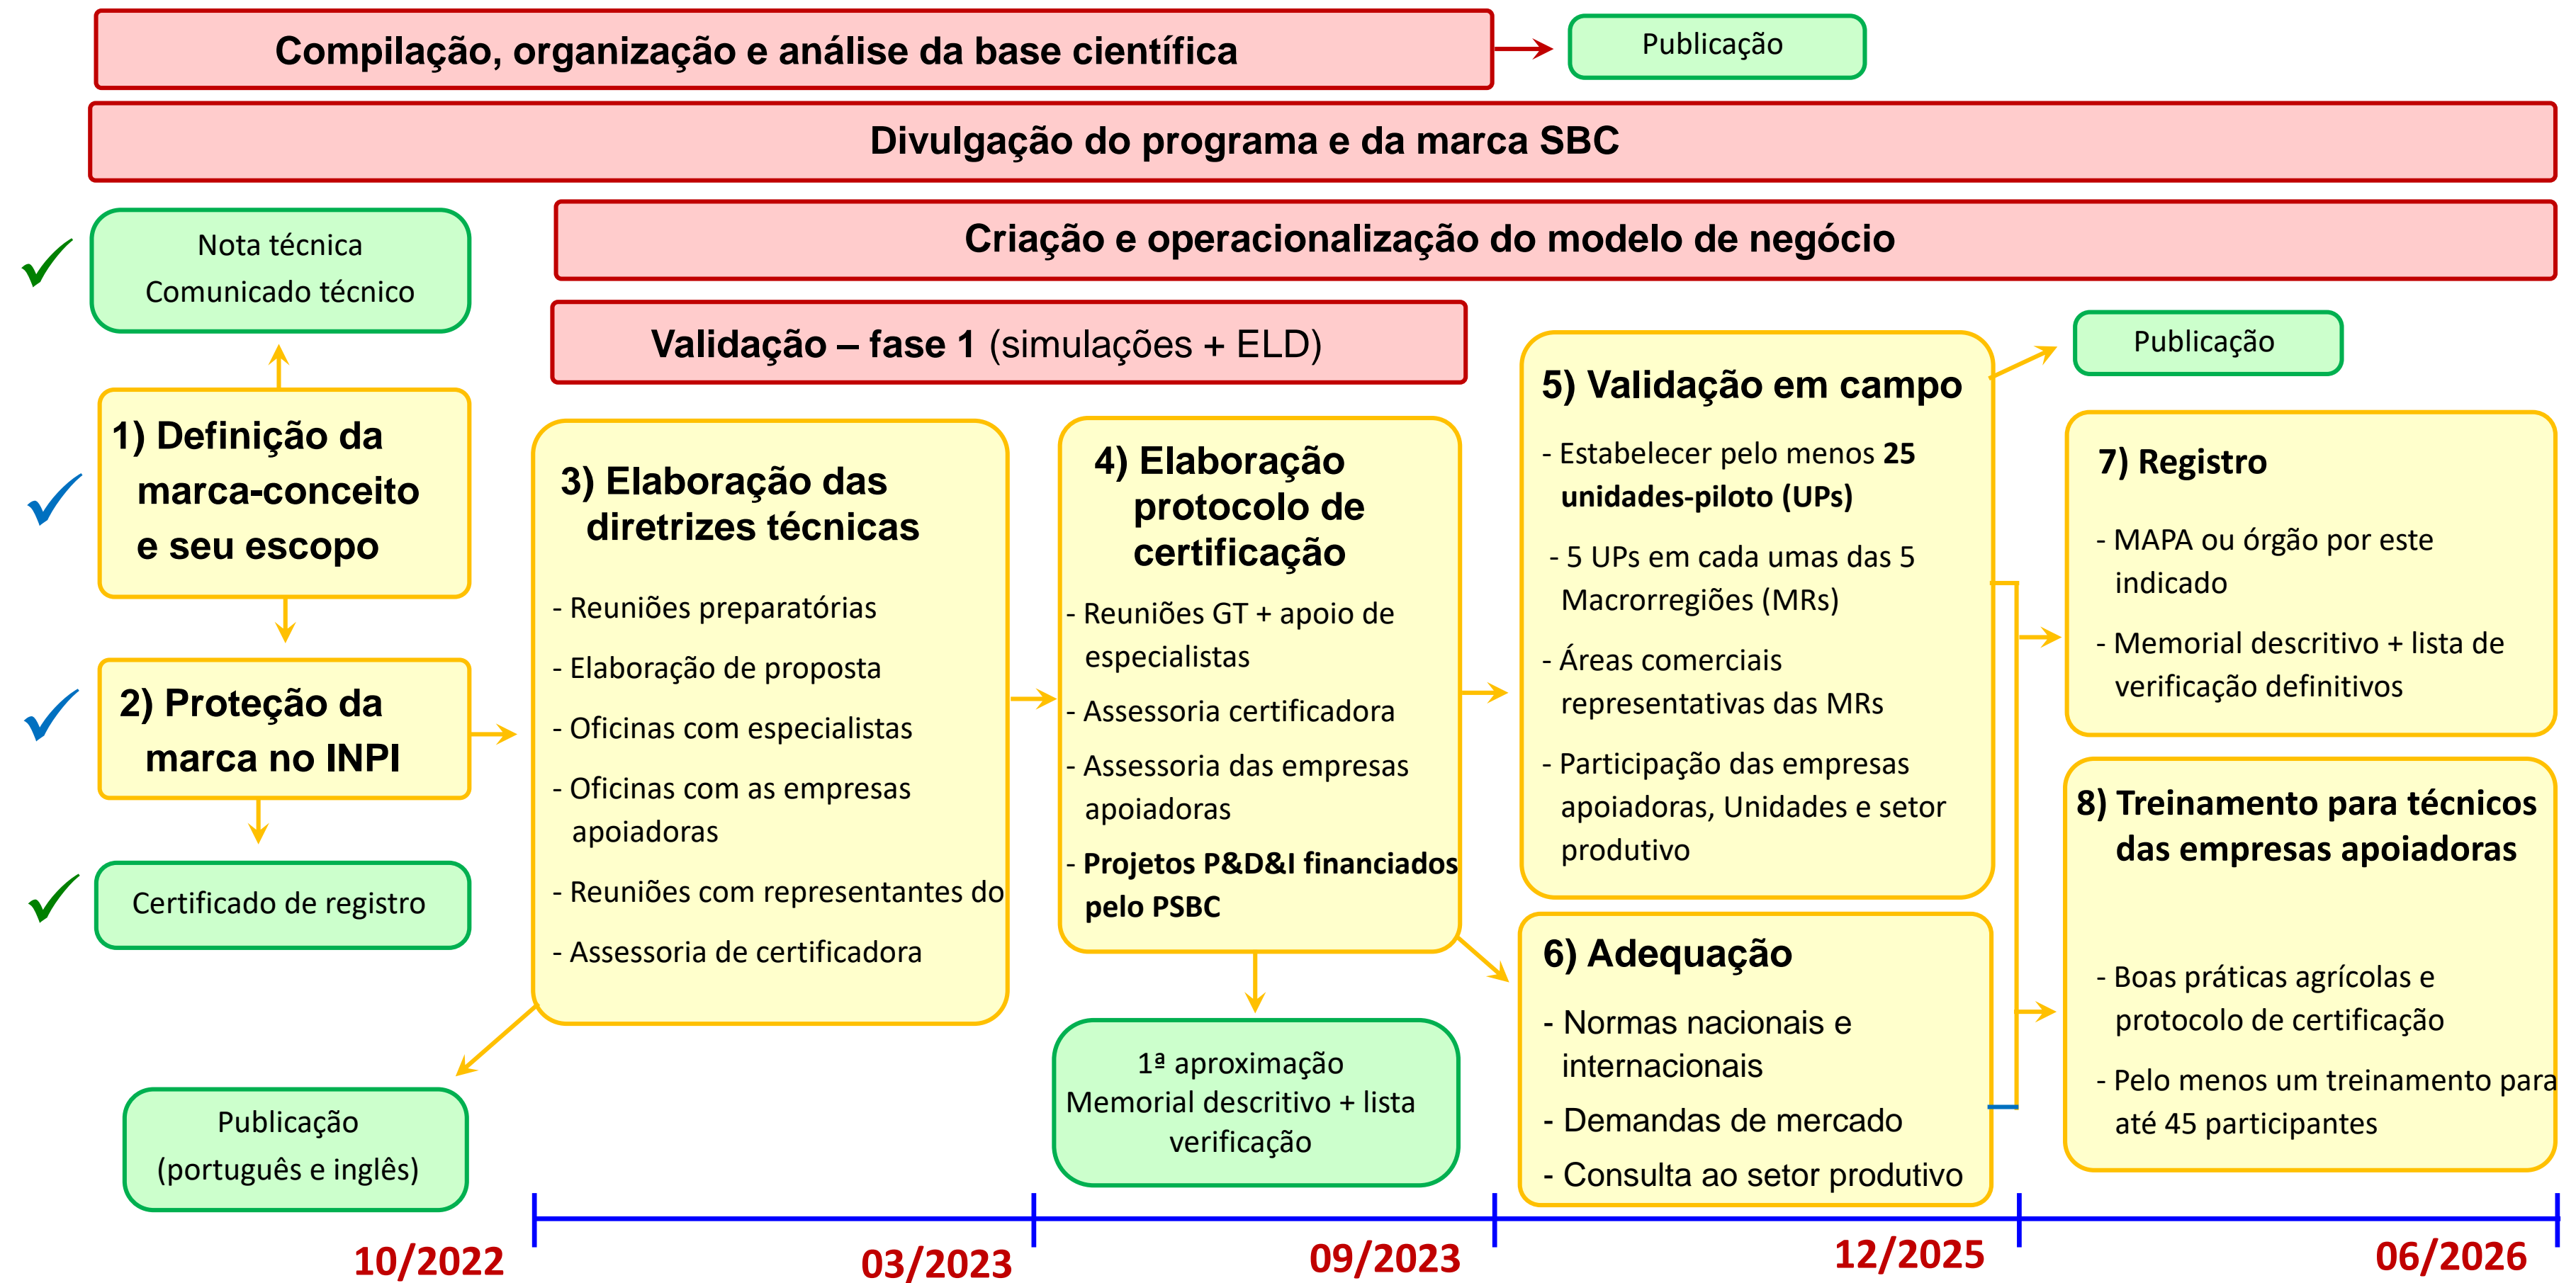 Compilação, organização e análise da base científica
Publicação
Divulgação do programa e da marca SBC
Criação e operacionalização do modelo de negócio
Validação – fase 1 (simulações + ELD)
Nota técnica
Comunicado técnico
1) Definição da
marca-conceito
e seu escopo
2) Proteção da
marca no INPI
Certificado de registro
3) Elaboração das
diretrizes técnicas
- Reuniões preparatórias
- Elaboração de proposta
- Oficinas com especialistas
- Oficinas com as empresas
apoiadoras
- Reuniões com representantes do
- Assessoria de certificadora
Publicação
(português e inglês)
4) Elaboração
protocolo de
certificação
- Reuniões GT + apoio de
especialistas
- Assessoria certificadora
- Assessoria das empresas
apoiadoras
- Projetos P&D&I financiados
pelo PSBC
1ª aproximação
Memorial descritivo + lista
verificação
5) Validação em campo
- Estabelecer pelo menos 25
unidades-piloto (UPs)
- 5 UPs em cada umas das 5
Macrorregiões (MRs)
- Áreas comerciais
representativas das MRs
- Participação das empresas
apoiadoras, Unidades e setor
produtivo
6) Adequação
- Normas nacionais e
internacionais
- Demandas de mercado
- Consulta ao setor produtivo
Publicação
7) Registro
- MAPA ou órgão por este
indicado
- Memorial descritivo + lista de
verificação definitivos
8) Treinamento para técnicos
das empresas apoiadoras
- Boas práticas agrícolas e
protocolo de certificação
- Pelo menos um treinamento para
até 45 participantes
10/2022
03/2023
09/2023
12/2025
06/2026